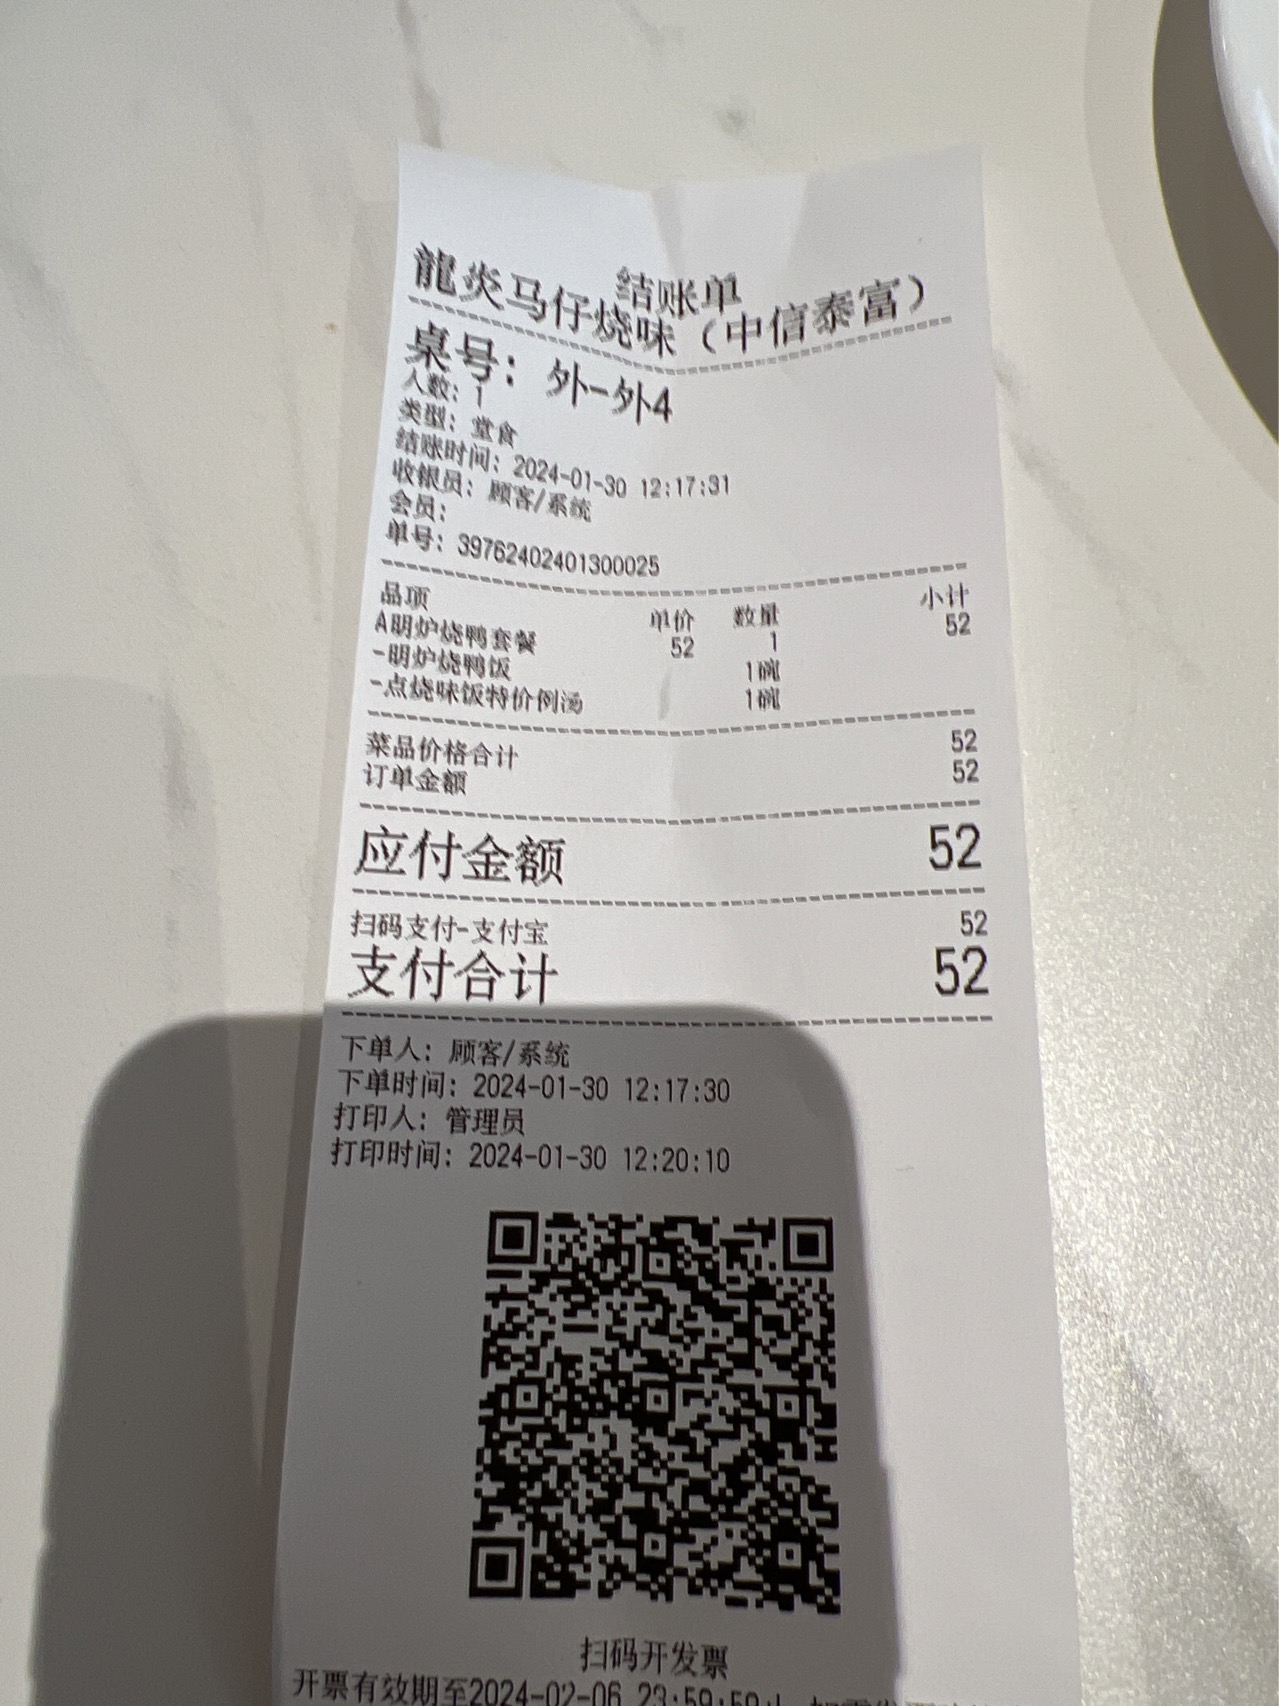 结账单
龍炎马仔烧味（中信泰富）
桌号：外-外4
人数：1
类型：堂食
结账时间：2024-01-30 12:17:31
收银员：顾客/系统
会员：
单号：39762402401300025
品项 单价 数量 小计
A明炉烧鸭套餐 52 1 52
-明炉烧鸭饭 1碗
-点烧味饭特价例汤 1碗
菜品价格合计 52
订单金额 52
应付金额 52
扫码支付-支付宝 52
支付合计 52
下单人：顾客/系统
下单时间：2024-01-30 12:17:30
打印人：管理员
打印时间：2024-01-30 12:20:10
扫码开发票
开票有效期至2024-02-06 23:59:59